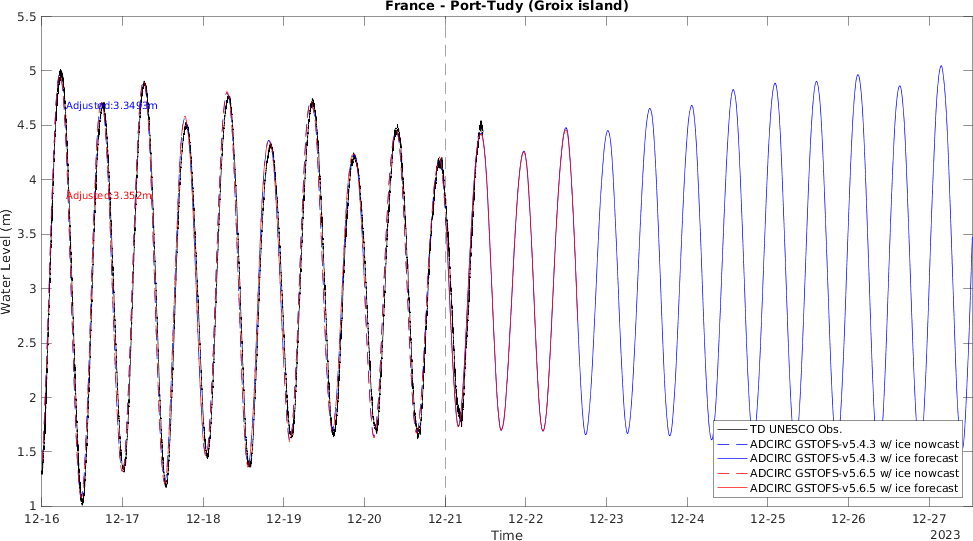 France - Port-Tudy (Groix island)
5.5
5
4.5
4
3.5
3
2.5
2
1.5
1
Water Level (m)
Adjusted:3.3493m
Adjusted:3.352m
TD UNESCO Obs.
ADCIRC GSTOFS-v5.4.3 w/ ice nowcast
ADCIRC GSTOFS-v5.4.3 w/ ice forecast
ADCIRC GSTOFS-v5.6.5 w/ ice nowcast
ADCIRC GSTOFS-v5.6.5 w/ ice forecast
12-16 12-17 12-18 12-19 12-20 12-21 12-22 12-23 12-24 12-25 12-26 12-27
Time
2023